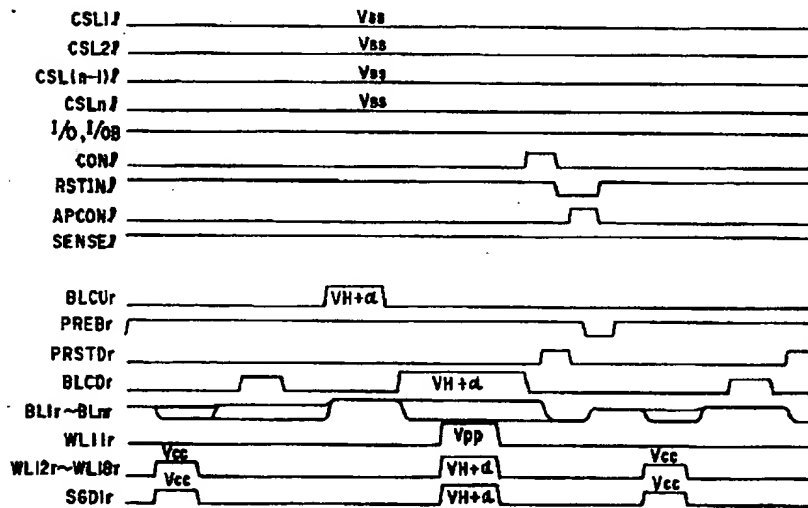 CSL1ℓ VSS
CSL2ℓ VSS
CSL(n-1)ℓ VSS
CSLnℓ VSS
I/O, I/OB
CONℓ
RSTINℓ
APCONℓ
SENSEℓ
BLCUr VH+α
PREBr
PRSTDr
BLCDr VH+α
BL1r~BLnr
WL11r Vpp
WL12r~WL18r Vcc VH+α Vcc
SGD1r Vcc VH+α Vcc